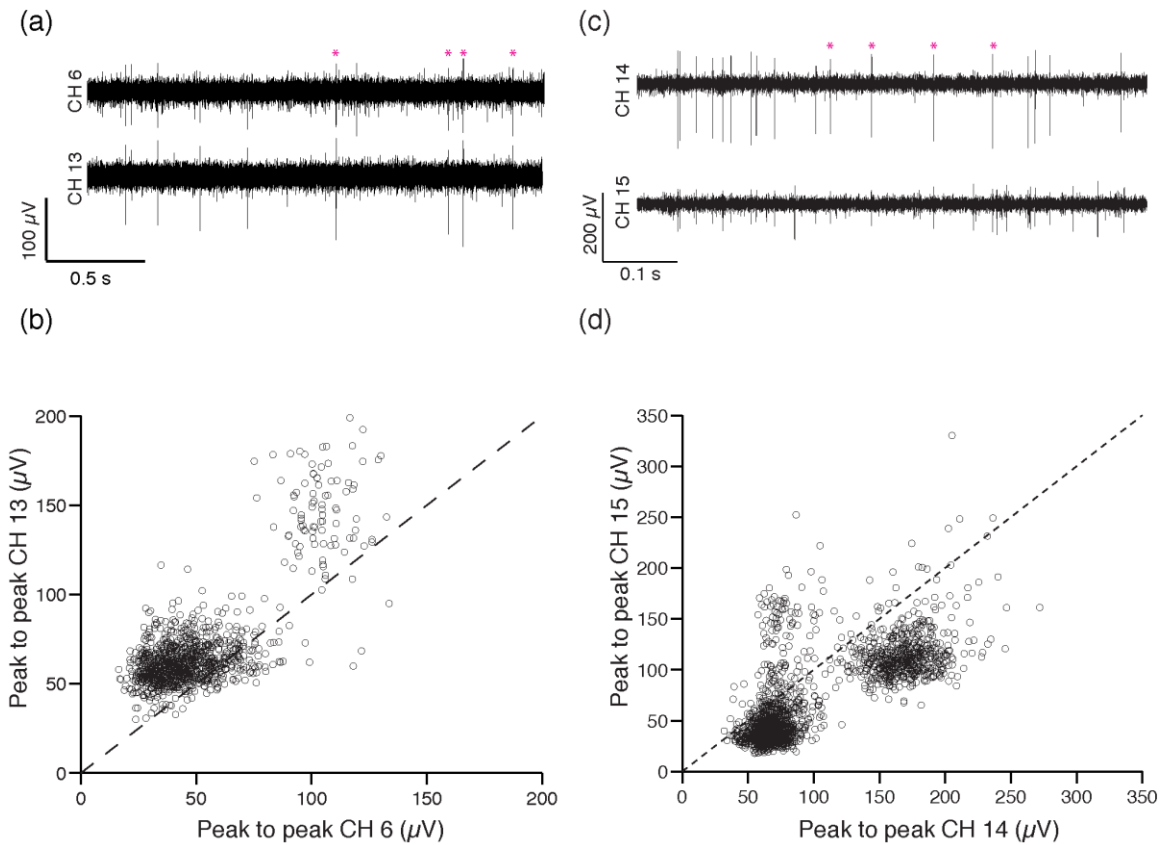 (a)
* * * *
CH 6
CH 13
100 µV
0.5 s
(c)
* * * *
CH 14
CH 15
200 µV
0.1 s
(b)
200
150
100
50
0
Peak to peak CH 13 (µV)
0 50 100 150 200
Peak to peak CH 6 (µV)
(d)
350
300
250
200
150
100
50
0
Peak to peak CH 15 (µV)
0 50 100 150 200 250 300 350
Peak to peak CH 14 (µV)